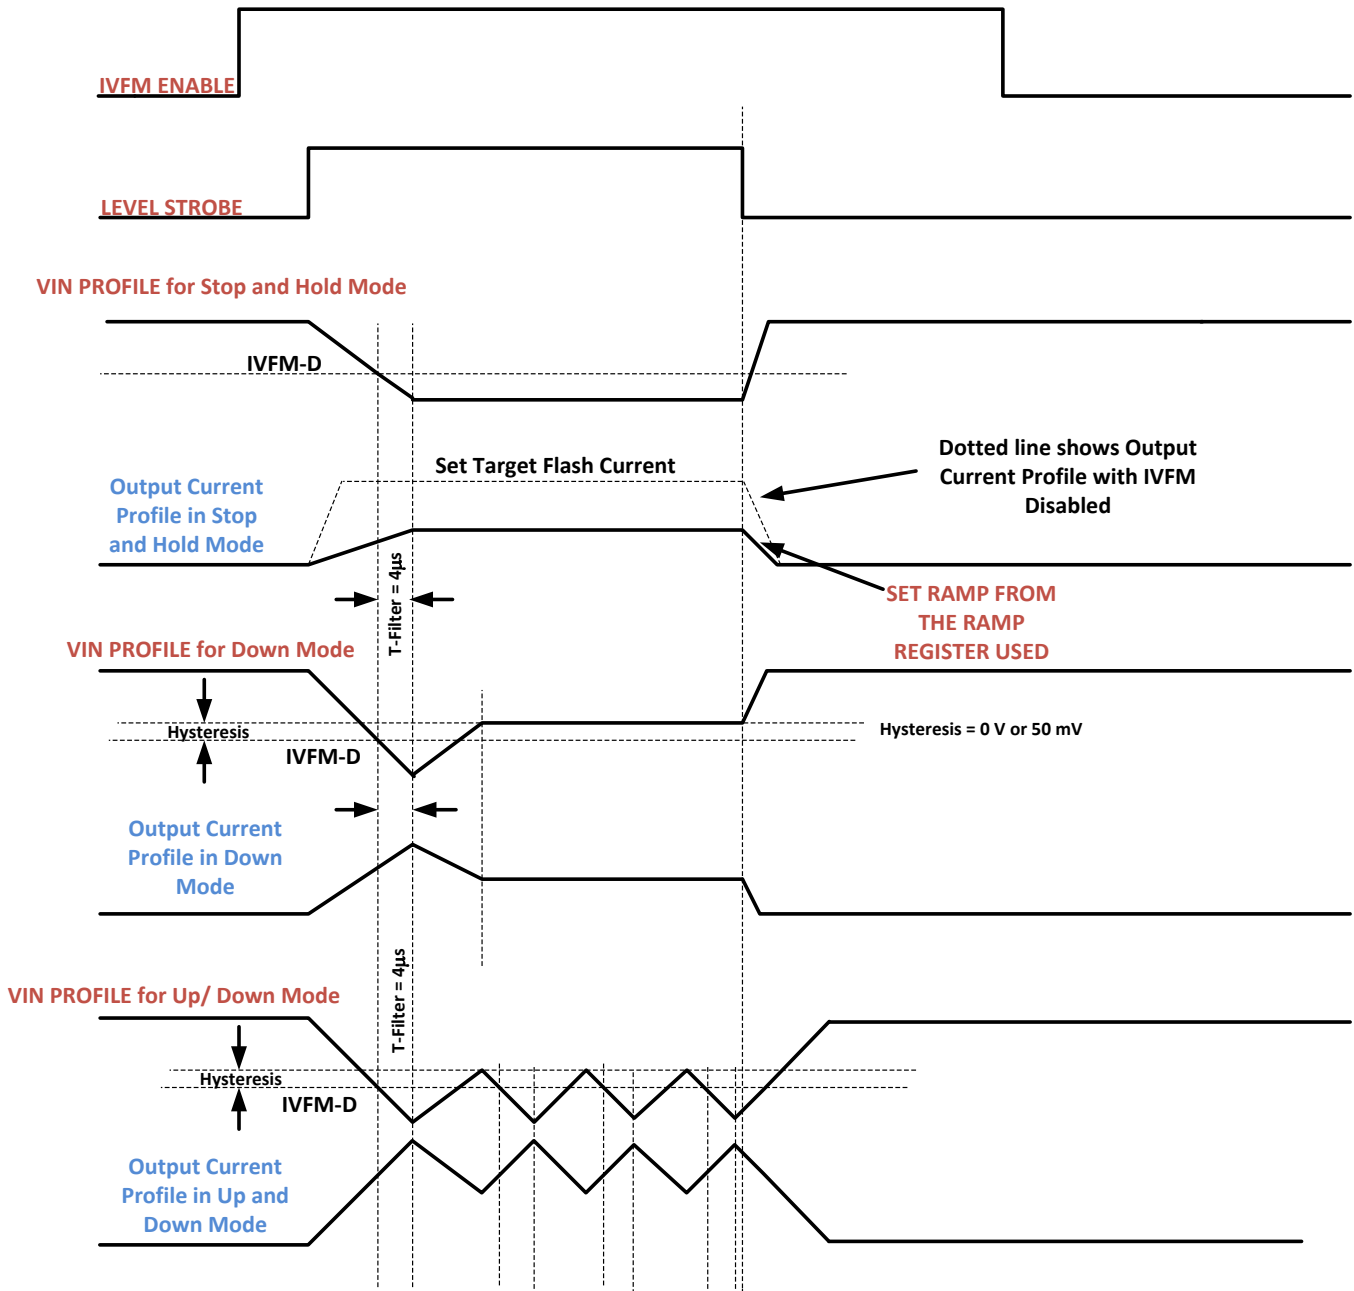 IVFM ENABLE
LEVEL STROBE
VIN PROFILE for Stop and Hold Mode
IVFM-D
Set Target Flash Current
Dotted line shows Output
Current Profile with IVFM
Disabled
Output Current
Profile in Stop
and Hold Mode
T-Filter = 4µs
SET RAMP FROM
THE RAMP
REGISTER USED
VIN PROFILE for Down Mode
Hysteresis
IVFM-D
Hysteresis = 0 V or 50 mV
Output Current
Profile in Down
Mode
T-Filter = 4µs
VIN PROFILE for Up/ Down Mode
Hysteresis
IVFM-D
Output Current
Profile in Up and
Down Mode